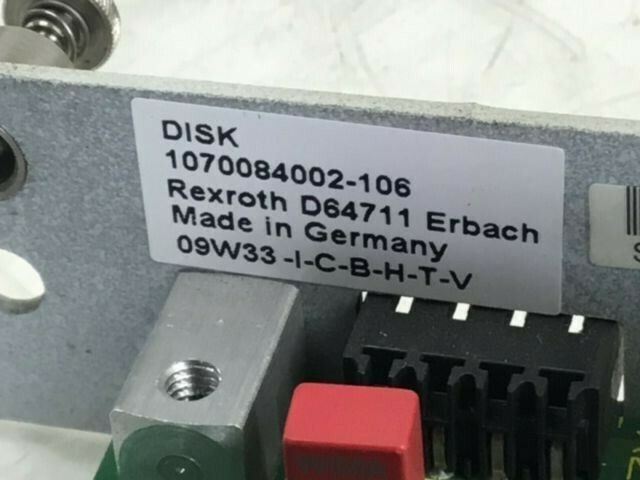 DISK
1070084002-106
Rexroth D64711 Erbach
Made in Germany
09W33-I-C-B-H-T-V
S